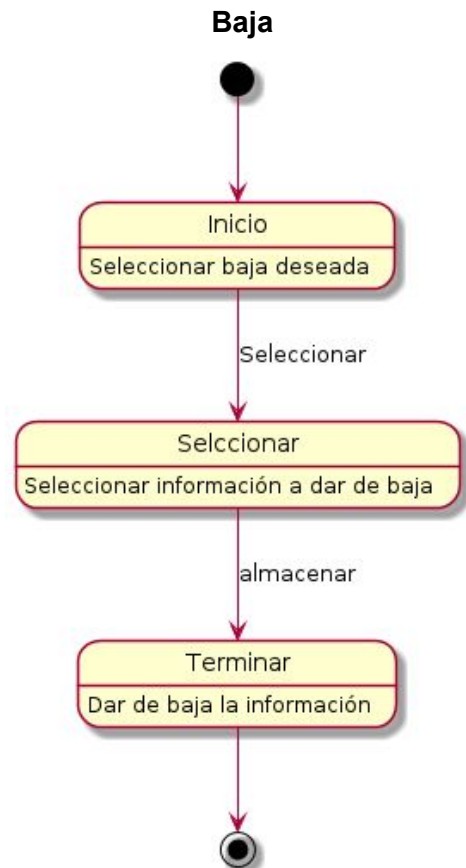 Baja
Inicio
Seleccionar baja deseada
Seleccionar
Selccionar
Seleccionar información a dar de baja
almacenar
Terminar
Dar de baja la información